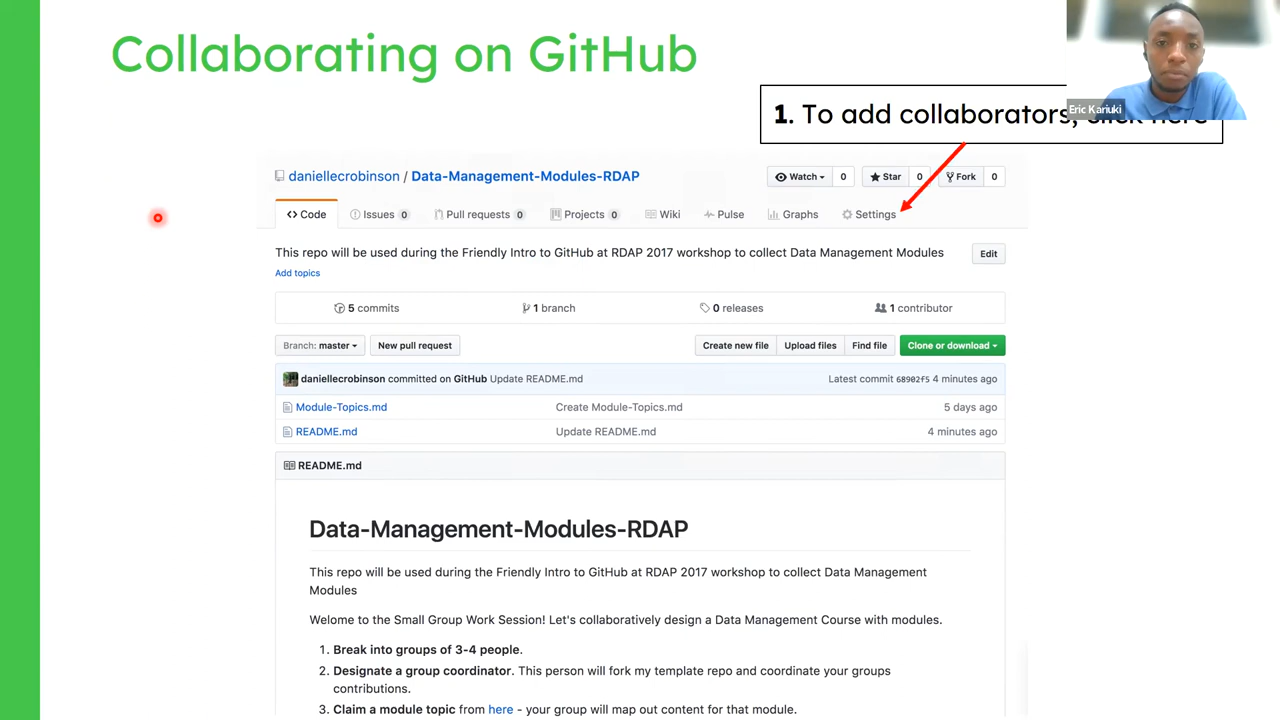 Collaborating on GitHub
Eric Kariuki
1. To add collaborators, click here
daniellecrobinson / Data-Management-Modules-RDAP
Watch 0 Star 0 Fork 0
Code Issues 0 Pull requests 0 Projects 0 Wiki Pulse Graphs Settings
This repo will be used during the Friendly Intro to GitHub at RDAP 2017 workshop to collect Data Management Modules Edit
Add topics
5 commits 1 branch 0 releases 1 contributor
Branch: master New pull request Create new file Upload files Find file Clone or download
daniellecrobinson committed on GitHub Update README.md Latest commit 68902f5 4 minutes ago
Module-Topics.md Create Module-Topics.md 5 days ago
README.md Update README.md 4 minutes ago
README.md
Data-Management-Modules-RDAP
This repo will be used during the Friendly Intro to GitHub at RDAP 2017 workshop to collect Data Management
Modules
Welome to the Small Group Work Session! Let's collaboratively design a Data Management Course with modules.
1. Break into groups of 3-4 people.
2. Designate a group coordinator. This person will fork my template repo and coordinate your groups
contributions.
3. Claim a module topic from here - your group will map out content for that module.